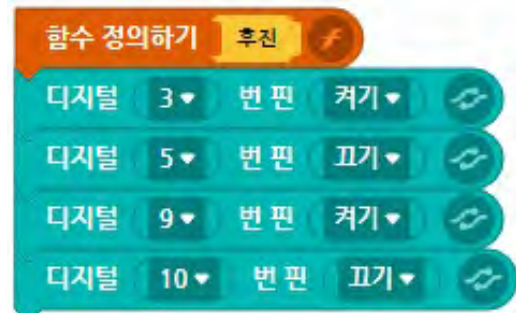 함수 정의하기 후진
디지털 3 번 핀 켜기
디지털 5 번 핀 끄기
디지털 9 번 핀 켜기
디지털 10 번 핀 끄기